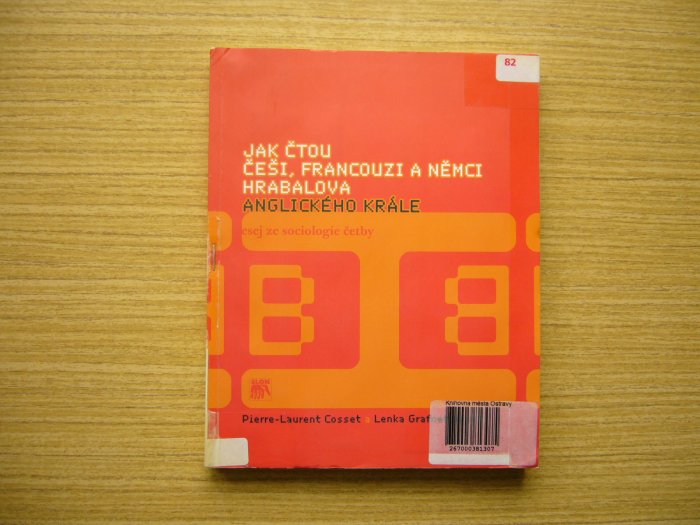 82
JAK ČTOU
ČEŠI, FRANCOUZI A NĚMCI
HRABALOVA
ANGLICKÉHO KRÁLE
esej ze sociologie četby
SLON
Pierre-Laurent Cosset a Lenka
Knihovna města Ostravy
267000381307